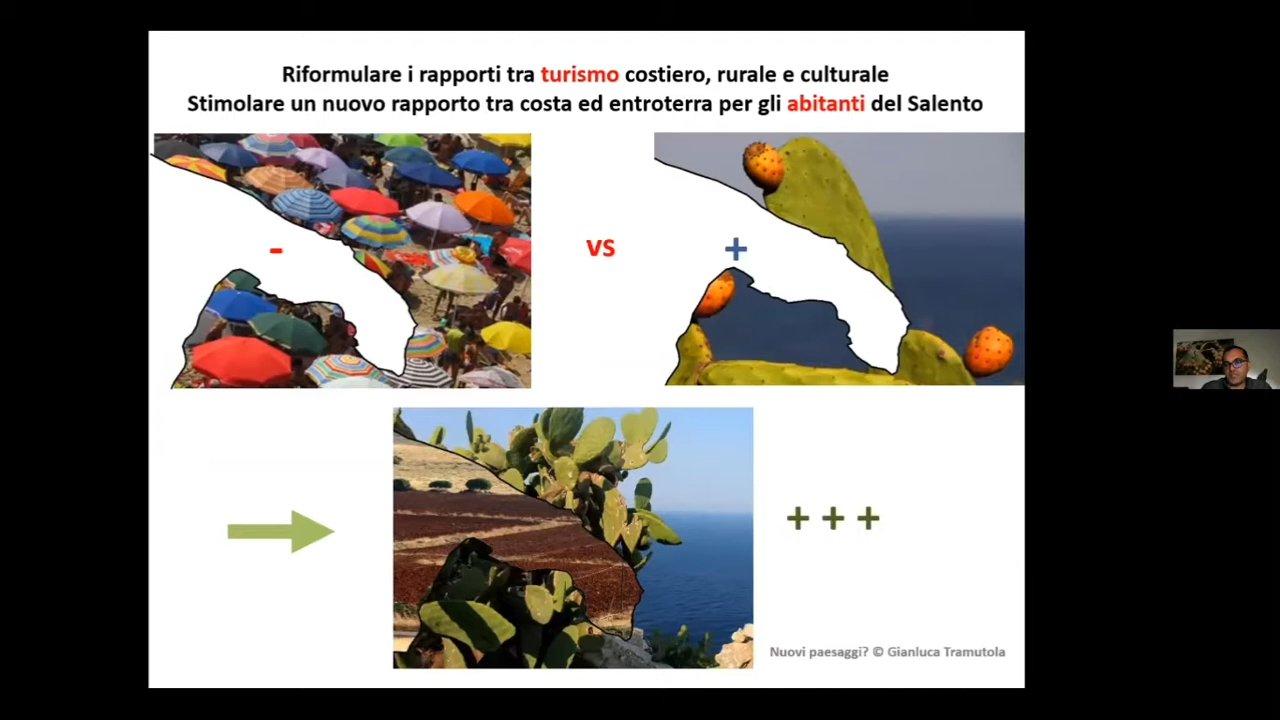 Riformulare i rapporti tra turismo costiero, rurale e culturale
Stimolare un nuovo rapporto tra costa ed entroterra per gli abitanti del Salento
- vs +
+ + +
Nuovi paesaggi? © Gianluca Tramutola